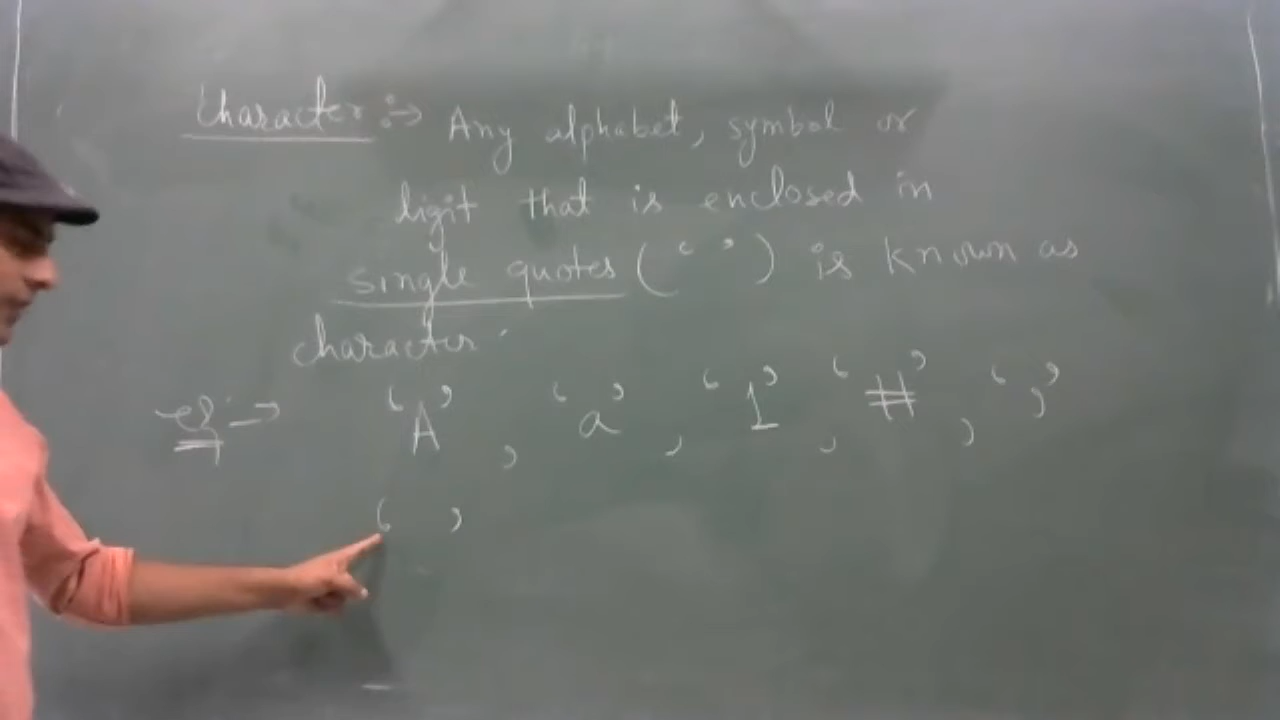 Character :→ Any alphabet, symbol or
digit that is enclosed in
single quotes (‘ ’) is known as
character.
eg:→ ‘A’, ‘a’, ‘1’, ‘#’, ‘,’
‘ ’